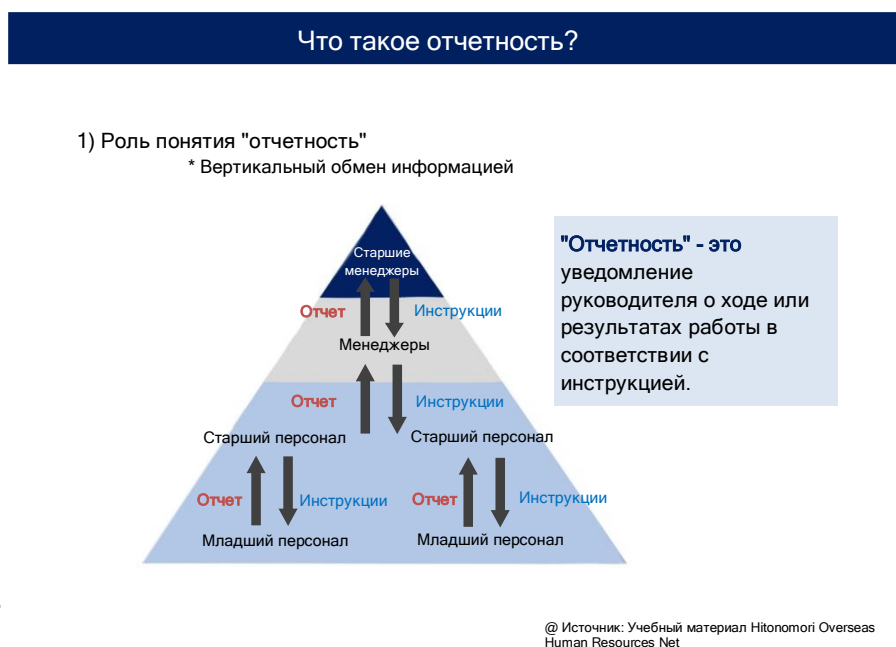 Что такое отчетность?
1) Роль понятия "отчетность"
* Вертикальный обмен информацией
Старшие
менеджеры
Отчет
Инструкции
Менеджеры
Отчет
Инструкции
Старший персонал
Старший персонал
Отчет
Инструкции
Отчет
Инструкции
Младший персонал
Младший персонал
"Отчетность" - это
уведомление
руководителя о ходе или
результатах работы в
соответствии с
инструкцией.
@ Источник: Учебный материал Hitonomori Overseas
Human Resources Net